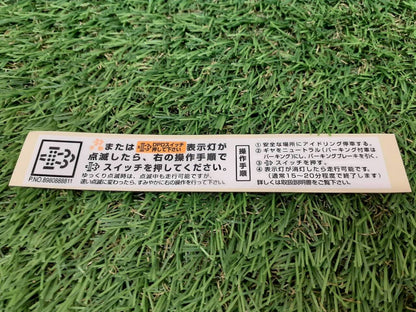 または DPDスイッチ 押して下さい 表示灯が
点滅したら、右の操作手順で
スイッチを押してください。
ゆっくり点滅時は、点滅中も走行可能ですが、
速い点滅に変わったら、すみやかに右の操作を行って下さい。
P.NO.8980888811
操作手順
① 安全な場所にアイドリング停車する。
② ギヤをニュートラル(パーキング付車は
パーキング)にし、パーキングブレーキを引く。
③ スイッチを押す。
④ 表示灯が消灯したら走行可能です。
(通常15～20分程度で終了します)
詳しくは取扱説明書をご覧下さい。